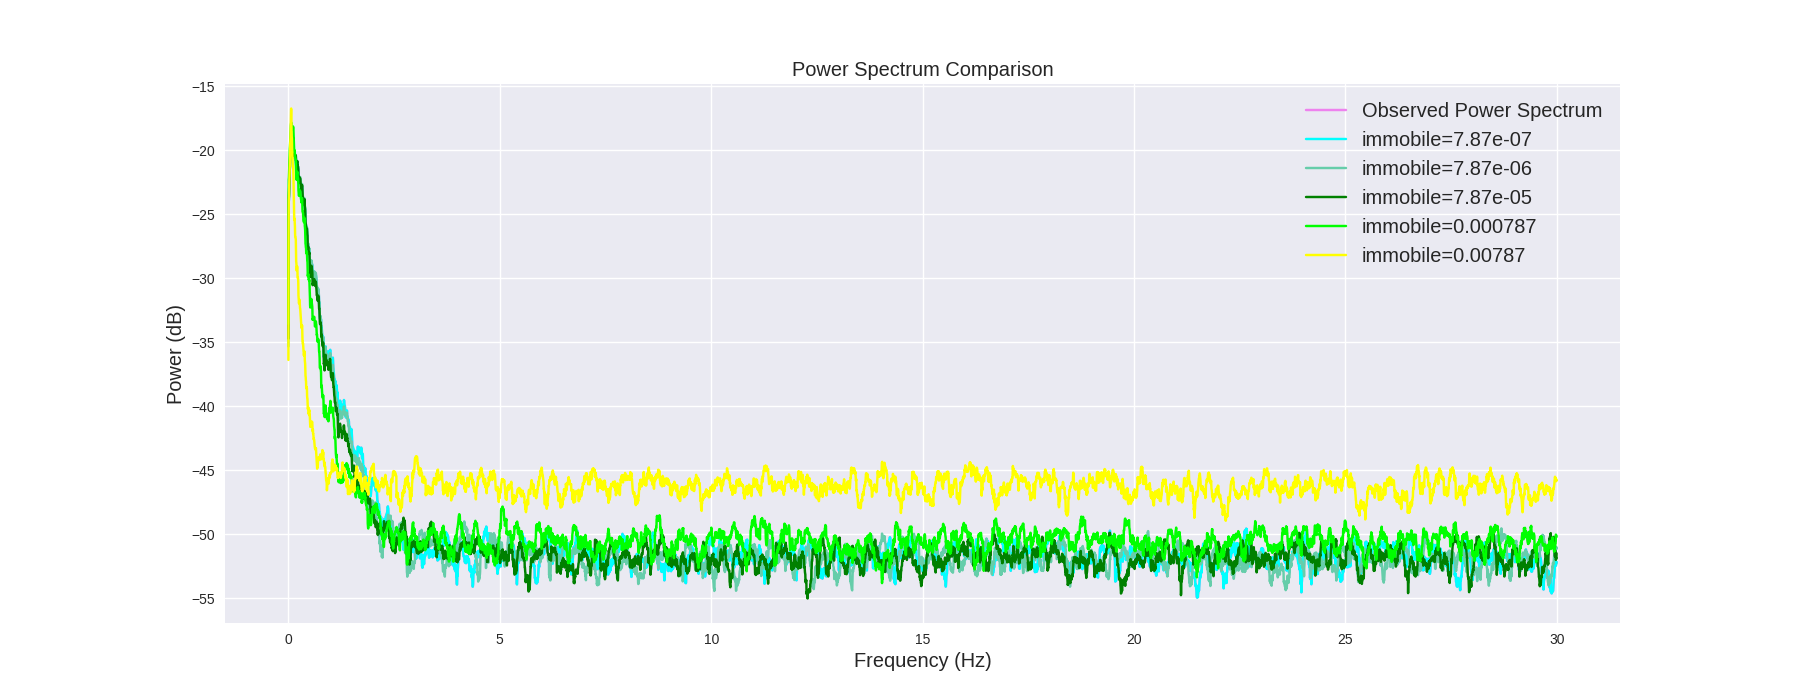 Power Spectrum Comparison
Power (dB)
−15
−20
−25
−30
−35
−40
−45
−50
−55
Observed Power Spectrum
immobile=7.87e-07
immobile=7.87e-06
immobile=7.87e-05
immobile=0.000787
immobile=0.00787
0 5 10 15 20 25 30
Frequency (Hz)